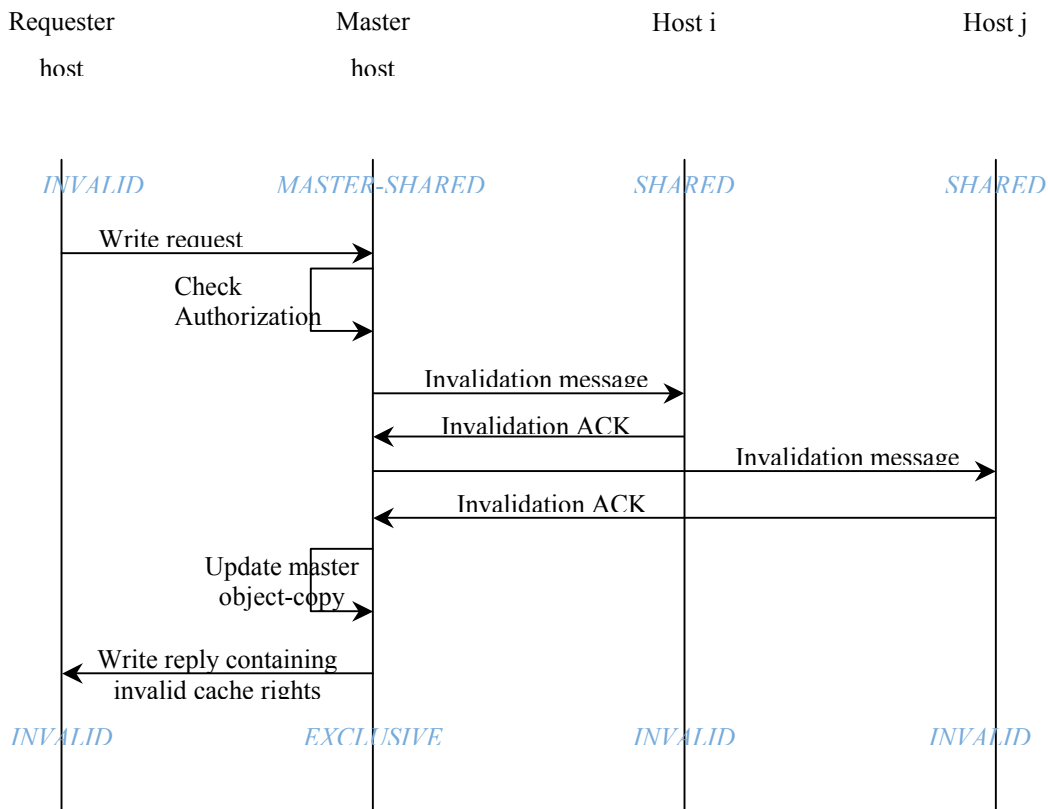 Requester Master Host i Host j
host host
INVALID MASTER-SHARED SHARED SHARED
Write request
Check
Authorization
Invalidation message
Invalidation ACK
Invalidation message
Invalidation ACK
Update master
object-copy
Write reply containing
invalid cache rights
INVALID EXCLUSIVE INVALID INVALID